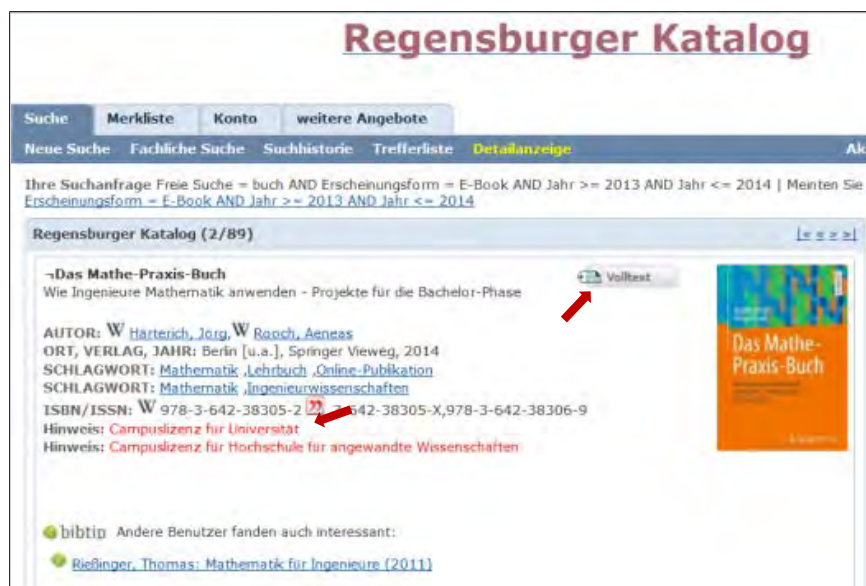 Regensburger Katalog
Suche Merkliste Konto weitere Angebote
Neue Suche Fachliche Suche Suchhistorie Trefferliste Detailanzeige Ak
Ihre Suchanfrage Freie Suche = buch AND Erscheinungsform = E-Book AND Jahr >= 2013 AND Jahr <= 2014 | Meinten Sie
Erscheinungsform = E-Book AND Jahr >= 2013 AND Jahr <= 2014
Regensburger Katalog (2/89) |< ≤ ≥ >|
¬Das Mathe-Praxis-Buch
Volltext
Wie Ingenieure Mathematik anwenden - Projekte für die Bachelor-Phase
AUTOR: W Härterich, Jörg, W Rooch, Aeneas
ORT, VERLAG, JAHR: Berlin [u.a.], Springer Vieweg, 2014
SCHLAGWORT: Mathematik ,Lehrbuch ,Online-Publikation
SCHLAGWORT: Mathematik ,Ingenieurwissenschaften
ISBN/ISSN: W 978-3-642-38305-2 -642-38305-X,978-3-642-38306-9
Hinweis: Campuslizenz für Universität
Hinweis: Campuslizenz für Hochschule für angewandte Wissenschaften
Das Mathe-
Praxis-Buch
bibtip Andere Benutzer fanden auch interessant:
Rießinger, Thomas: Mathematik für Ingenieure (2011)